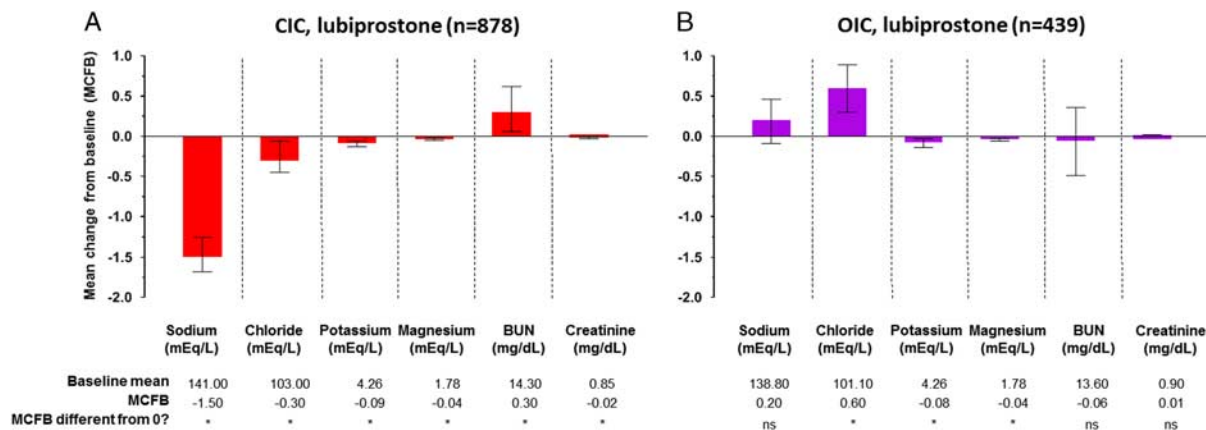 A
CIC, lubiprostone (n=878)
Mean change from baseline (MCFB)
1.0
0.5
0.0
-0.5
-1.0
-1.5
-2.0
Sodium Chloride Potassium Magnesium BUN Creatinine
(mEq/L) (mEq/L) (mEq/L) (mEq/L) (mg/dL) (mg/dL)
Baseline mean 141.00 103.00 4.26 1.78 14.30 0.85
MCFB -1.50 -0.30 -0.09 -0.04 0.30 -0.02
MCFB different from 0? * * * * * *
B
OIC, lubiprostone (n=439)
1.0
0.5
0.0
-0.5
-1.0
-1.5
-2.0
Sodium Chloride Potassium Magnesium BUN Creatinine
(mEq/L) (mEq/L) (mEq/L) (mEq/L) (mg/dL) (mg/dL)
138.80 101.10 4.26 1.78 13.60 0.90
0.20 0.60 -0.08 -0.04 -0.06 0.01
ns * * * ns ns